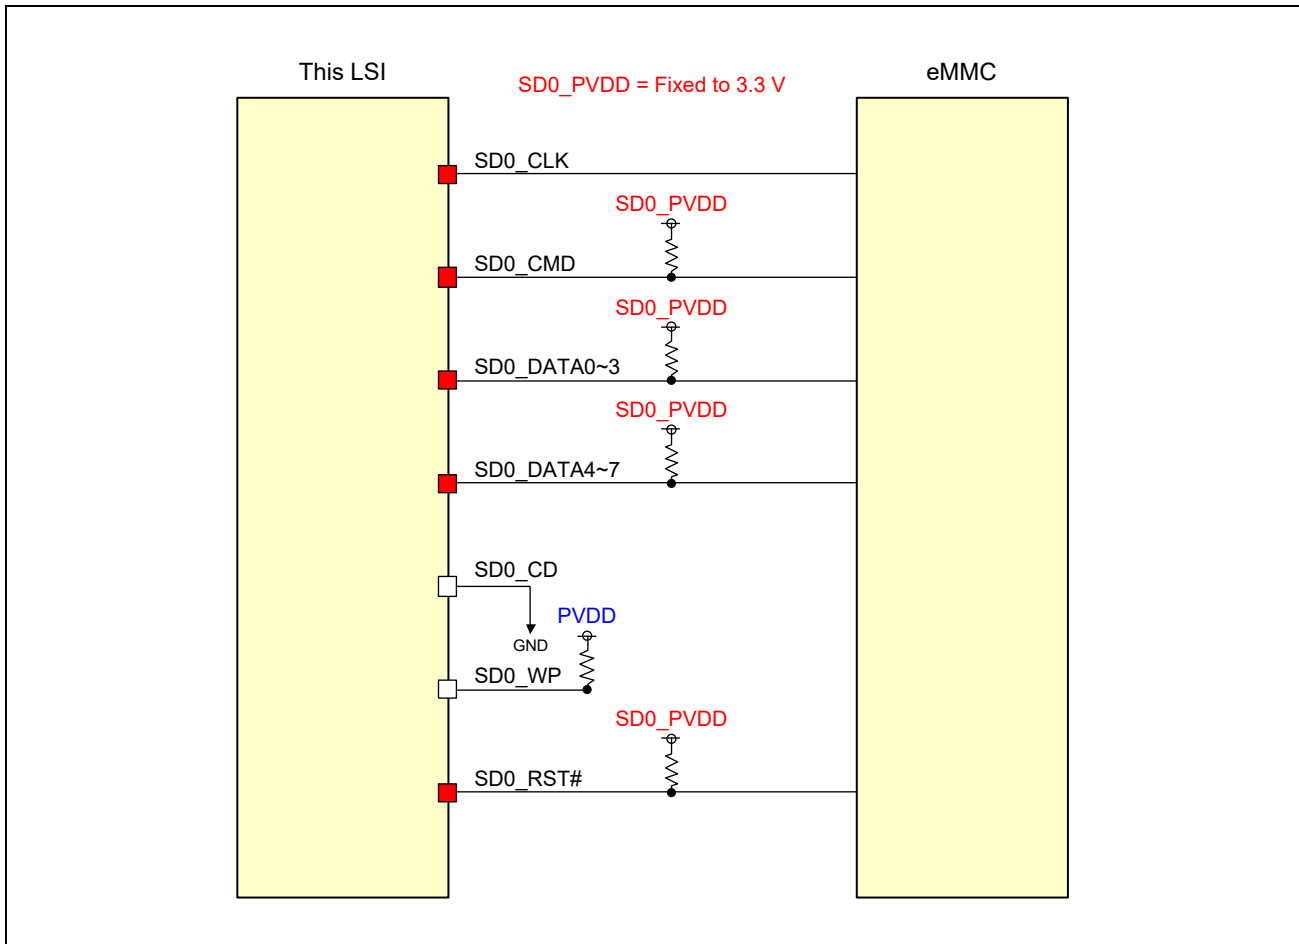 This LSI
eMMC
SD0_PVDD = Fixed to 3.3 V
SD0_CLK
SD0_PVDD
SD0_CMD
SD0_PVDD
SD0_DATA0~3
SD0_PVDD
SD0_DATA4~7
SD0_CD
PVDD
GND
SD0_WP
SD0_PVDD
SD0_RST#